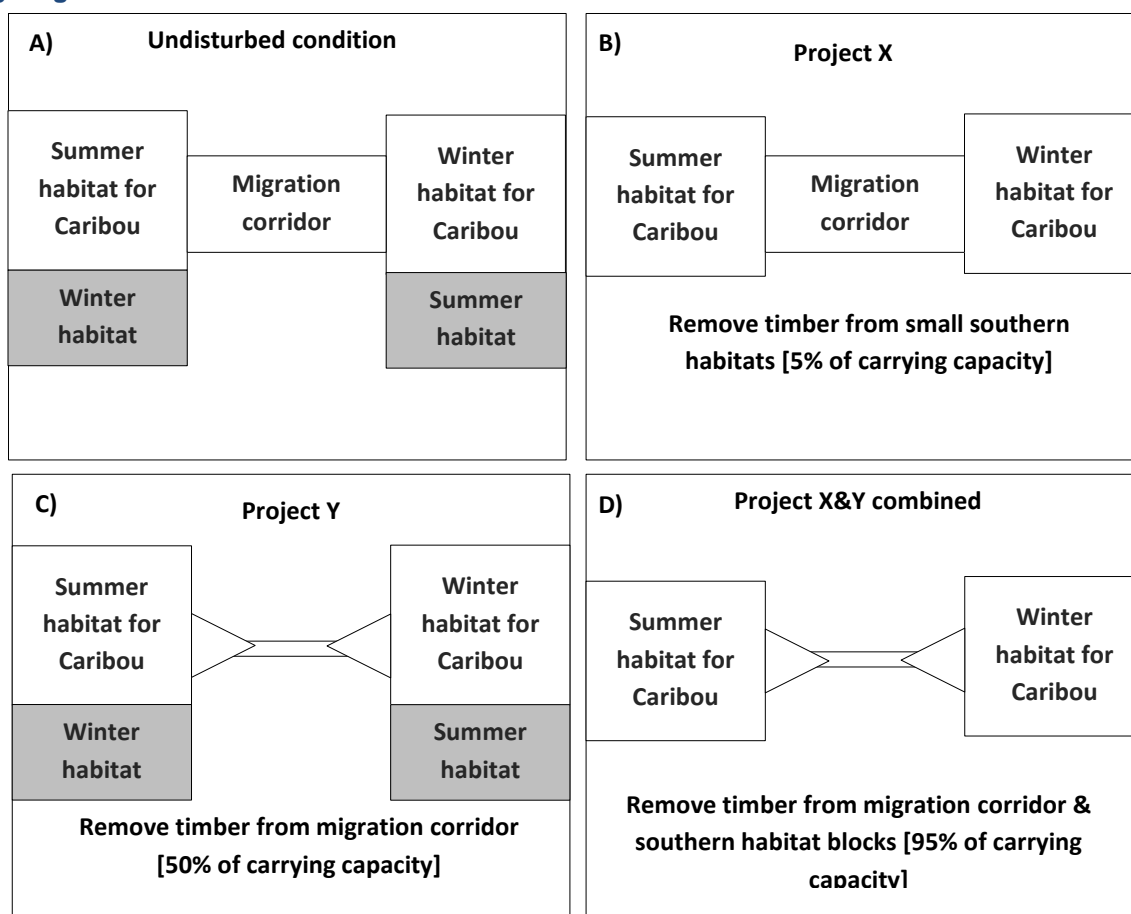 A)
Undisturbed condition
Summer
habitat for
Caribou
Migration
corridor
Winter
habitat for
Caribou
Winter
habitat
Summer
habitat
B)
Project X
Summer
habitat for
Caribou
Migration
corridor
Winter
habitat for
Caribou
Remove timber from small southern
habitats [5% of carrying capacity]
C)
Project Y
Summer
habitat for
Caribou
Winter
habitat for
Caribou
Winter
habitat
Summer
habitat
Remove timber from migration corridor
[50% of carrying capacity]
D)
Project X&Y combined
Summer
habitat for
Caribou
Winter
habitat for
Caribou
Remove timber from migration corridor &
southern habitat blocks [95% of carrying
capacity]